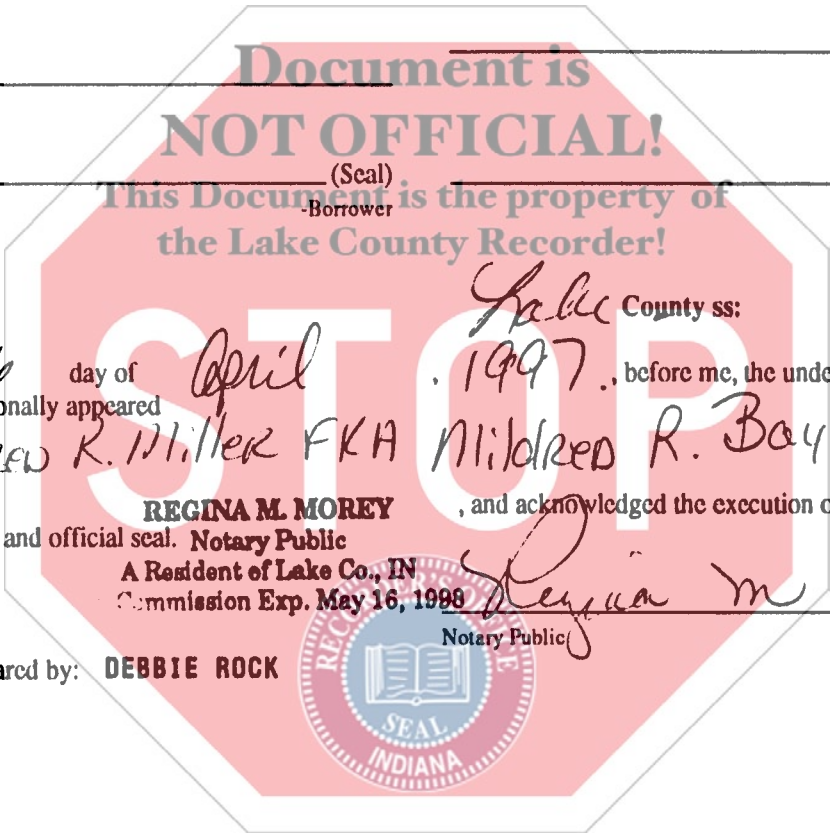 Document is
NOT OFFICIAL!
(Seal)
This Document is the property of
-Borrower
the Lake County Recorder!
STOP
Lake County ss:
day of April , 1997 , before me, the unde
onally appeared
R. Miller FKA Mildred R. Bay
REGINA M. MOREY , and acknowledged the execution o
and official seal. Notary Public
A Resident of Lake Co., IN
Commission Exp. May 16, 1998 Regina M
Notary Public
ared by: DEBBIE ROCK
RECORDER'S OFFICE
SEAL
INDIANA